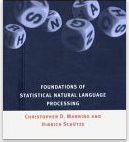 FOUNDATIONS OF
STATISTICAL NATURAL LANGUAGE
PROCESSING
CHRISTOPHER D. MANNING AND
HINRICH SCHÜTZE